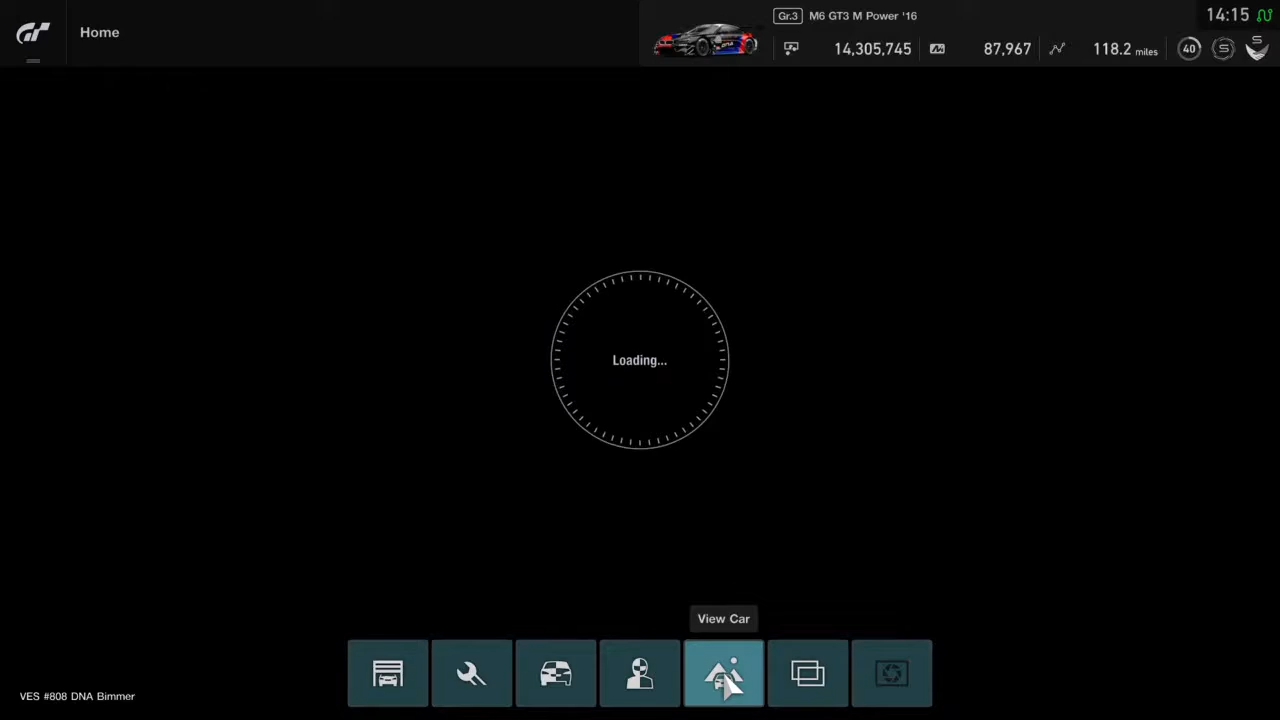 Home
Gr.3 M6 GT3 M Power '16
14:15
14,305,745
87,967
118.2 miles
40
S
S
Loading...
View Car
VES #808 DNA Bimmer